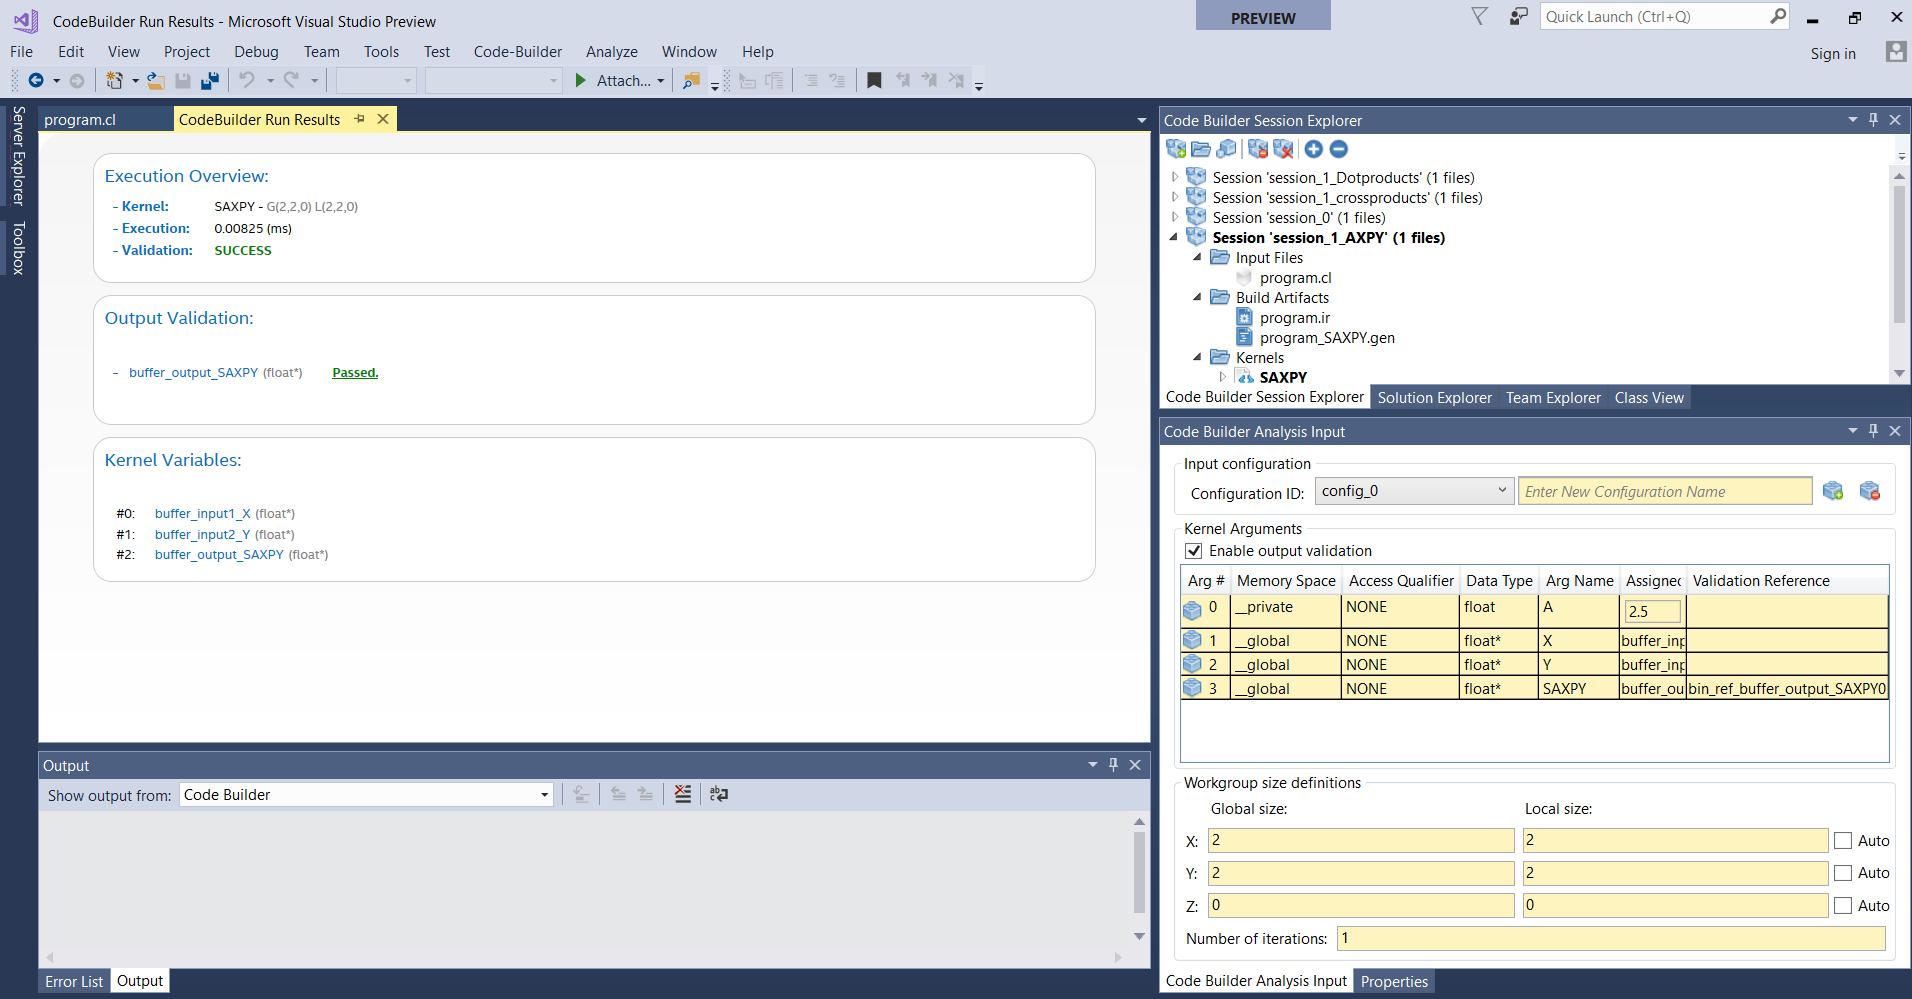 CodeBuilder Run Results - Microsoft Visual Studio Preview
PREVIEW
Quick Launch (Ctrl+Q)
File Edit View Project Debug Team Tools Test Code-Builder Analyze Window Help
Sign in
Attach...
Server Explorer
Toolbox
program.cl
CodeBuilder Run Results
Execution Overview:
- Kernel: SAXPY - G(2,2,0) L(2,2,0)
- Execution: 0.00825 (ms)
- Validation: SUCCESS
Output Validation:
- buffer_output_SAXPY (float*) Passed.
Kernel Variables:
#0: buffer_input1_X (float*)
#1: buffer_input2_Y (float*)
#2: buffer_output_SAXPY (float*)
Output
Show output from: Code Builder
Error List Output
Code Builder Session Explorer
Session 'session_1_Dotproducts' (1 files)
Session 'session_1_crossproducts' (1 files)
Session 'session_0' (1 files)
Session 'session_1_AXPY' (1 files)
Input Files
program.cl
Build Artifacts
program.ir
program_SAXPY.gen
Kernels
SAXPY
Code Builder Session Explorer Solution Explorer Team Explorer Class View
Code Builder Analysis Input
Input configuration
Configuration ID: config_0 Enter New Configuration Name
Kernel Arguments
Enable output validation
Arg # Memory Space Access Qualifier Data Type Arg Name Assigned Validation Reference
0 __private NONE float A 2.5
1 __global NONE float* X buffer_inp
2 __global NONE float* Y buffer_inp
3 __global NONE float* SAXPY buffer_ou bin_ref_buffer_output_SAXPY0
Workgroup size definitions
Global size: Local size:
X: 2 2 Auto
Y: 2 2 Auto
Z: 0 0 Auto
Number of iterations: 1
Code Builder Analysis Input Properties